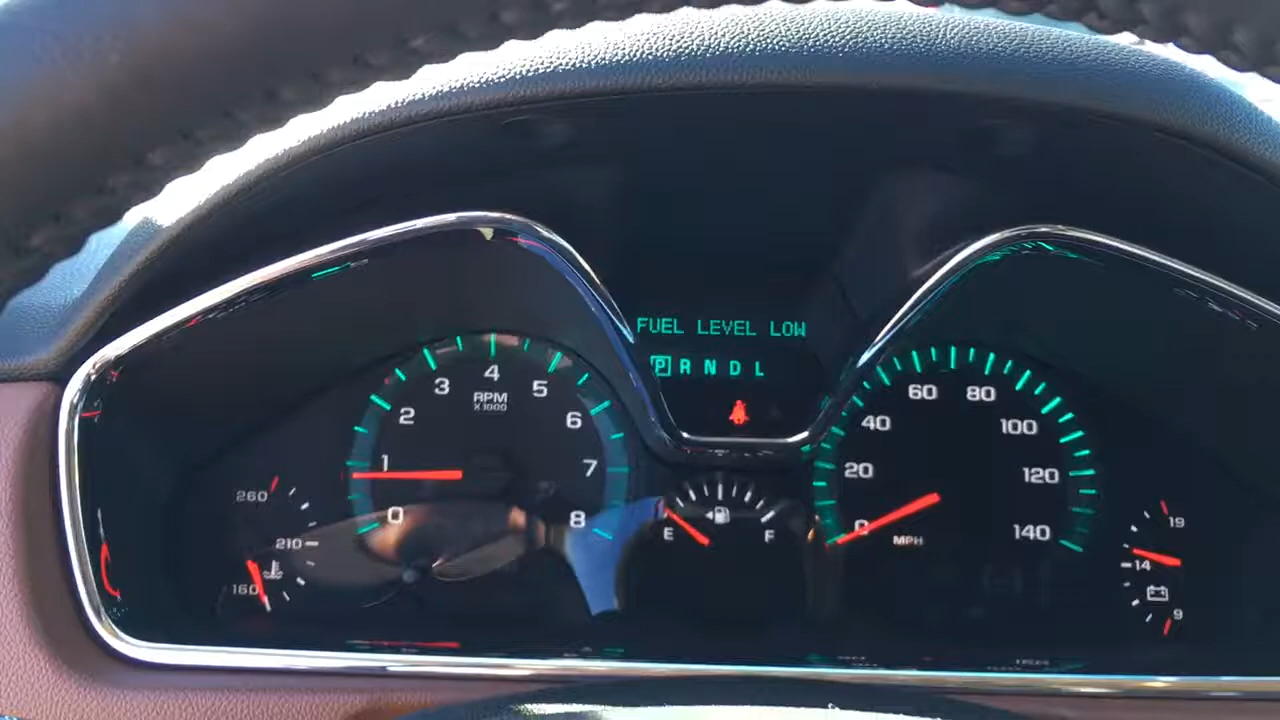 FUEL LEVEL LOW
P R N D L
0 1 2 3 4 5 6 7 8
RPM
X 1000
160 210 260
E F
0 20 40 60 80 100 120 140
MPH
19
14
9